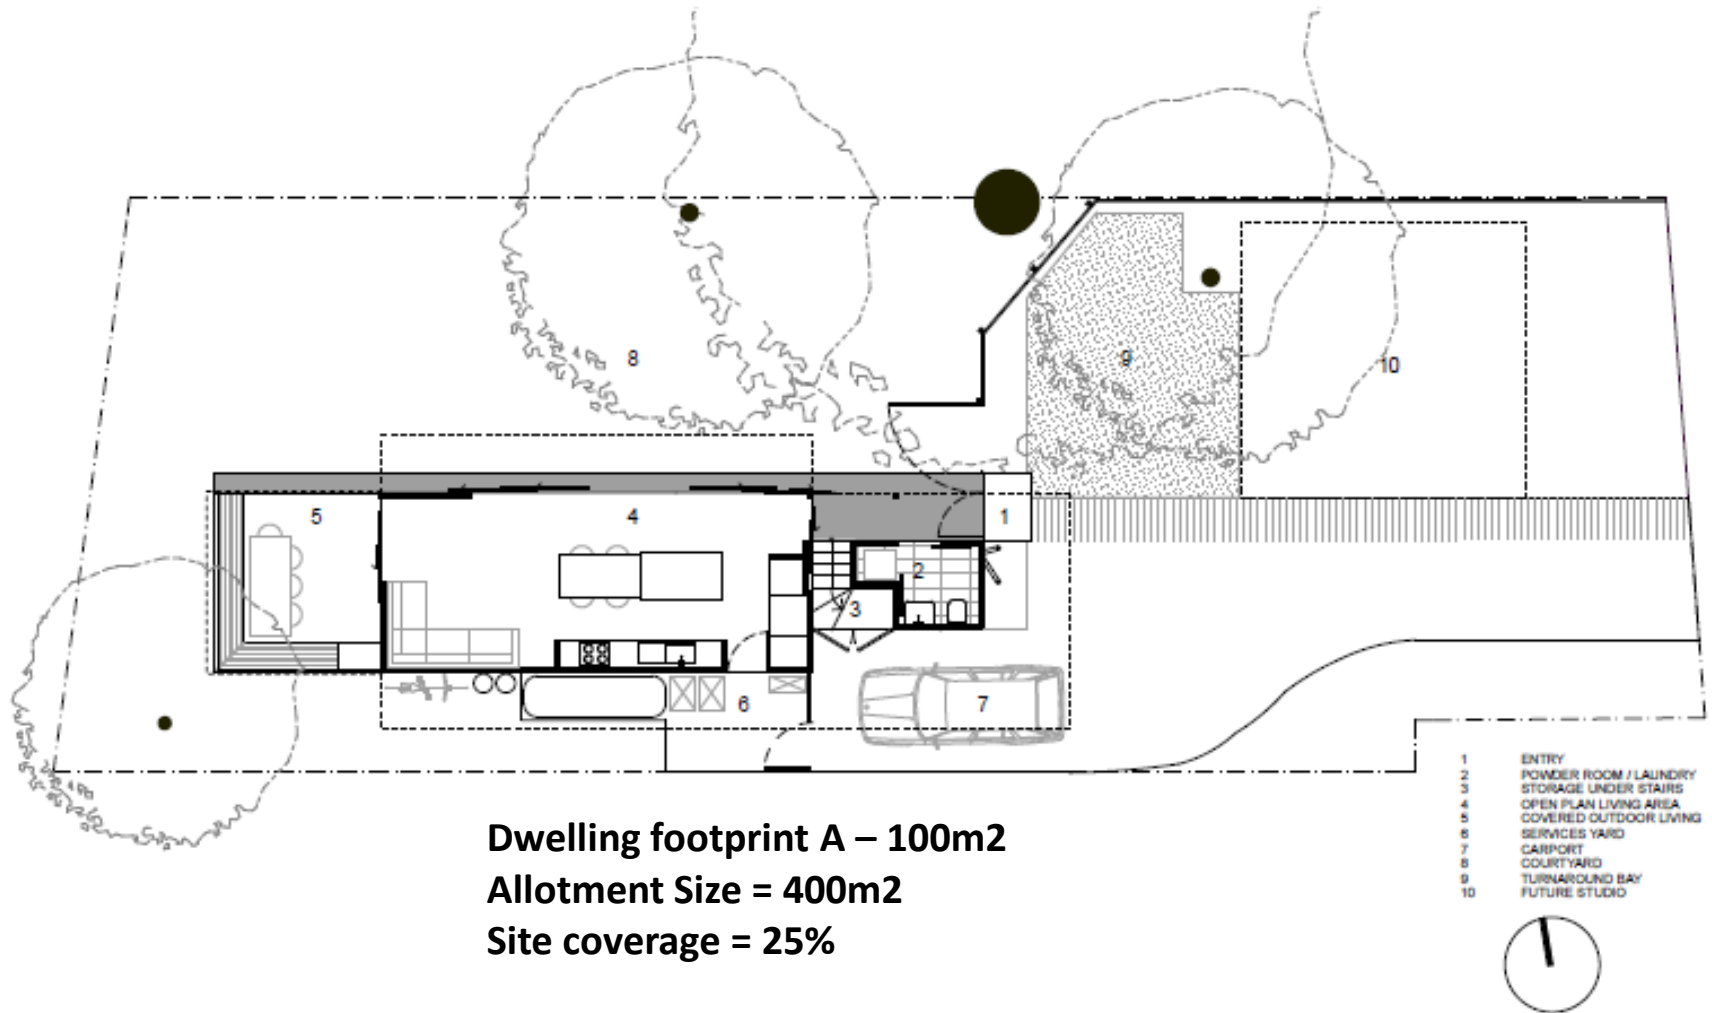 8
9
10
5
4
1
2
3
6
7
1 ENTRY
2 POWDER ROOM / LAUNDRY
3 STORAGE UNDER STAIRS
4 OPEN PLAN LIVING AREA
5 COVERED OUTDOOR LIVING
6 SERVICES YARD
7 CARPORT
8 COURTYARD
9 TURNAROUND BAY
10 FUTURE STUDIO
Dwelling footprint A – 100m2
Allotment Size = 400m2
Site coverage = 25%